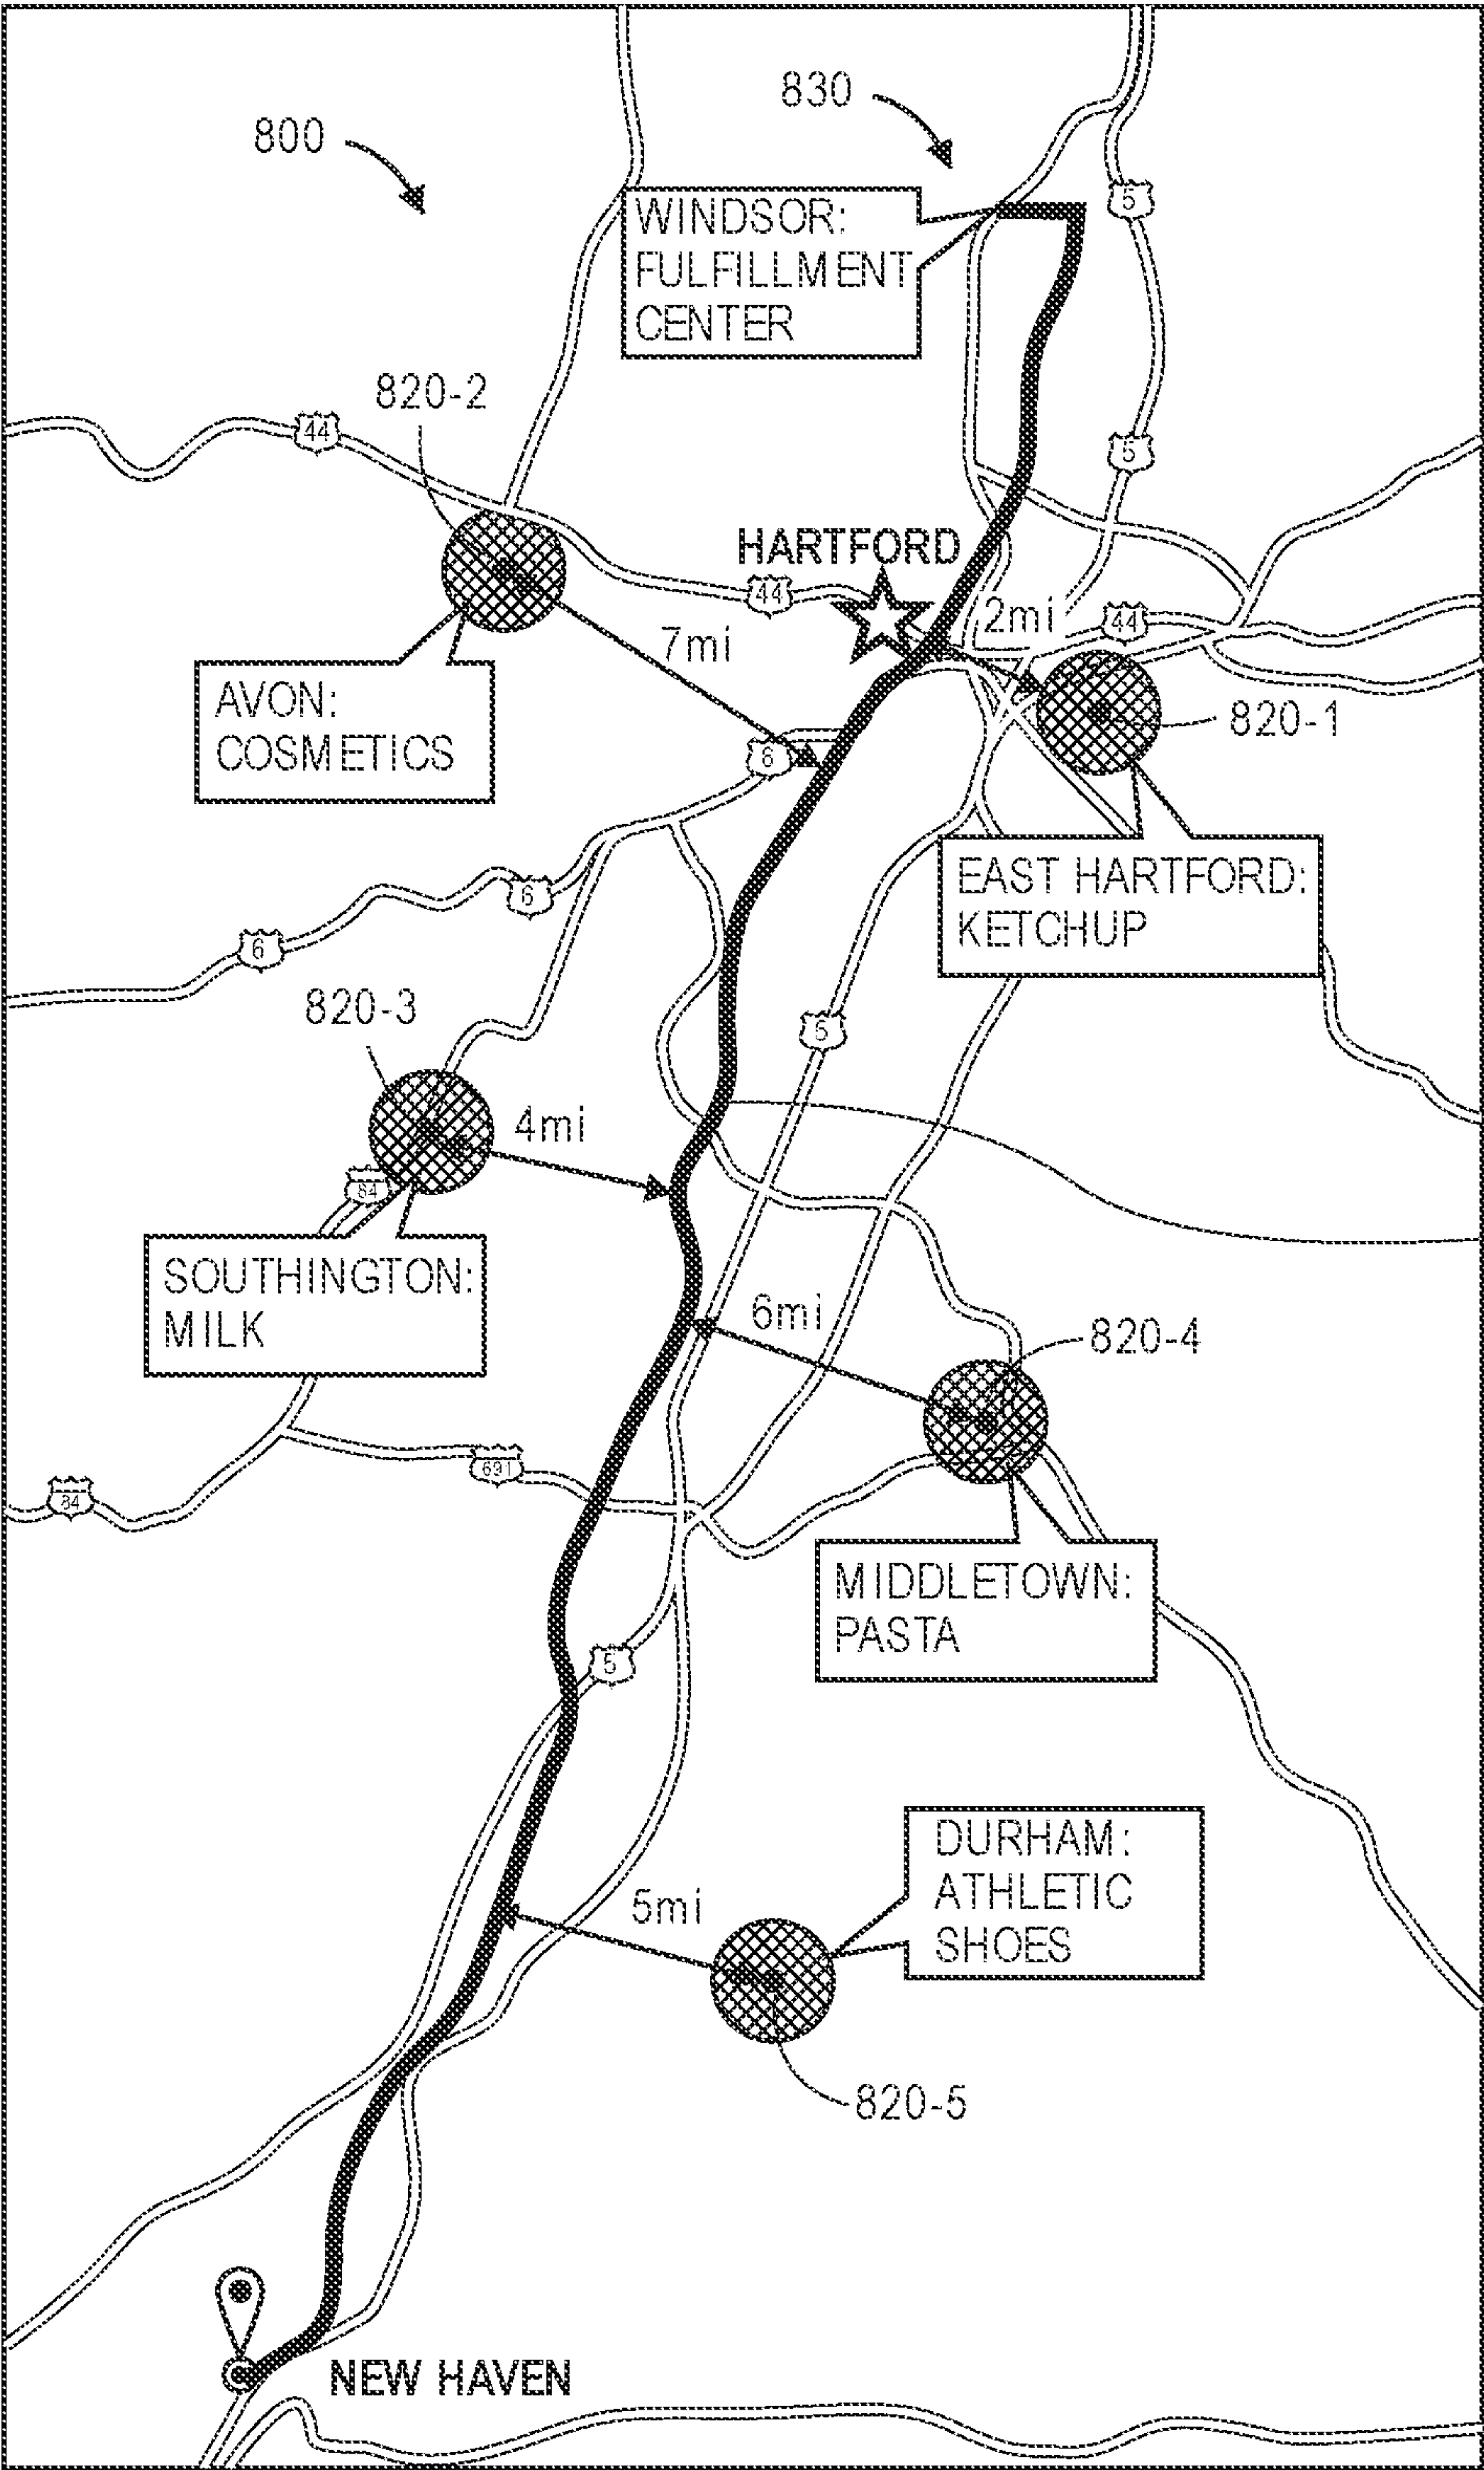 830
800
5
WINDSOR:
FULFILLMENT
CENTER
820-2
44
5
HARTFORD
44
2mi
44
7mi
AVON:
COSMETICS
820-1
6
EAST HARTFORD:
KETCHUP
6
6
820-3
5
4mi
84
SOUTHINGTON:
MILK
6mi
820-4
691
84
MIDDLETOWN:
PASTA
5
DURHAM:
ATHLETIC
SHOES
5mi
820-5
NEW HAVEN